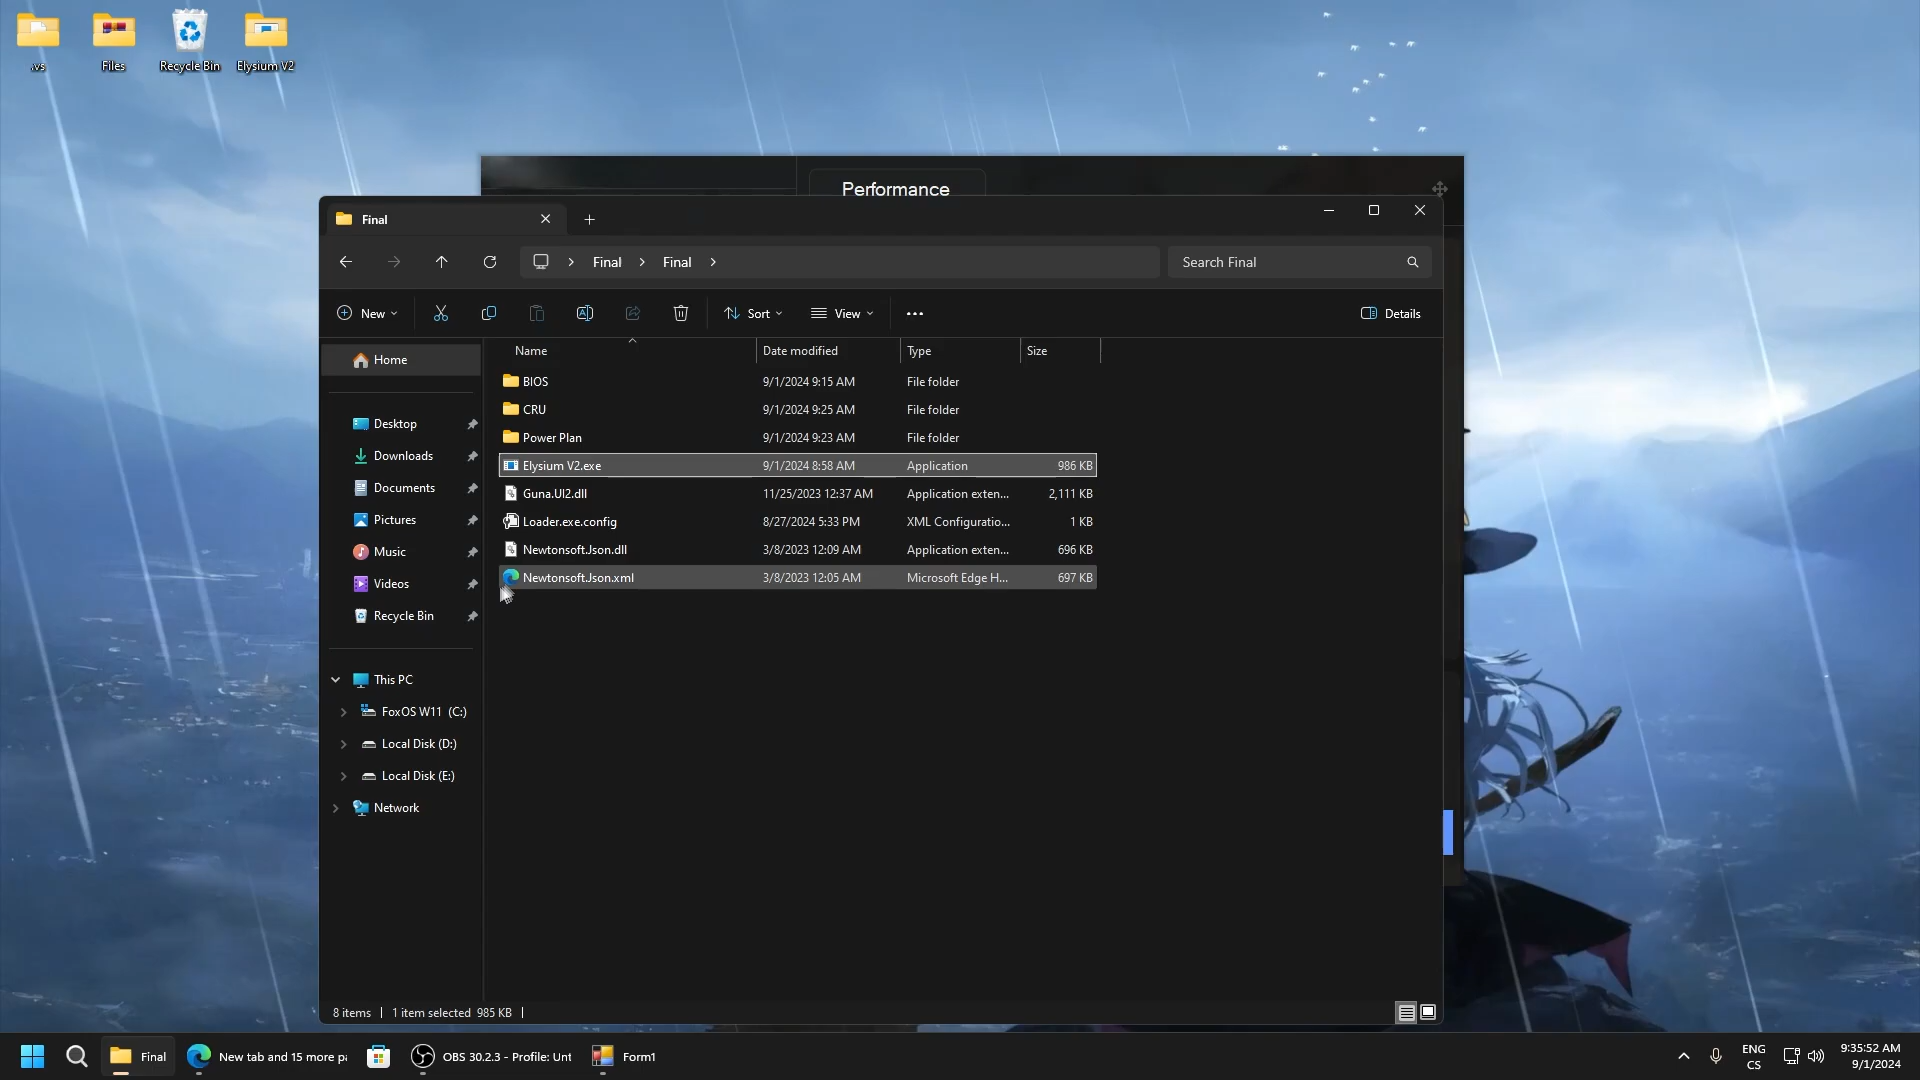 .vs
Files
Recycle Bin
Elysium V2
Performance
Final
Final
Final
Search Final
New
Sort
View
Details
Name
Date modified
Type
Size
Home
BIOS 9/1/2024 9:15 AM File folder
CRU 9/1/2024 9:25 AM File folder
Power Plan 9/1/2024 9:23 AM File folder
Elysium V2.exe 9/1/2024 8:58 AM Application 986 KB
Guna.UI2.dll 11/25/2023 12:37 AM Application exten... 2,111 KB
Loader.exe.config 8/27/2024 5:33 PM XML Configuratio... 1 KB
Newtonsoft.Json.dll 3/8/2023 12:09 AM Application exten... 696 KB
Newtonsoft.Json.xml 3/8/2023 12:05 AM Microsoft Edge H... 697 KB
Desktop
Downloads
Documents
Pictures
Music
Videos
Recycle Bin
This PC
FoxOS W11 (C:)
Local Disk (D:)
Local Disk (E:)
Network
8 items
1 item selected 985 KB
Final
New tab and 15 more pa
OBS 30.2.3 - Profile: Unt
Form1
ENG
CS
9:35:52 AM
9/1/2024